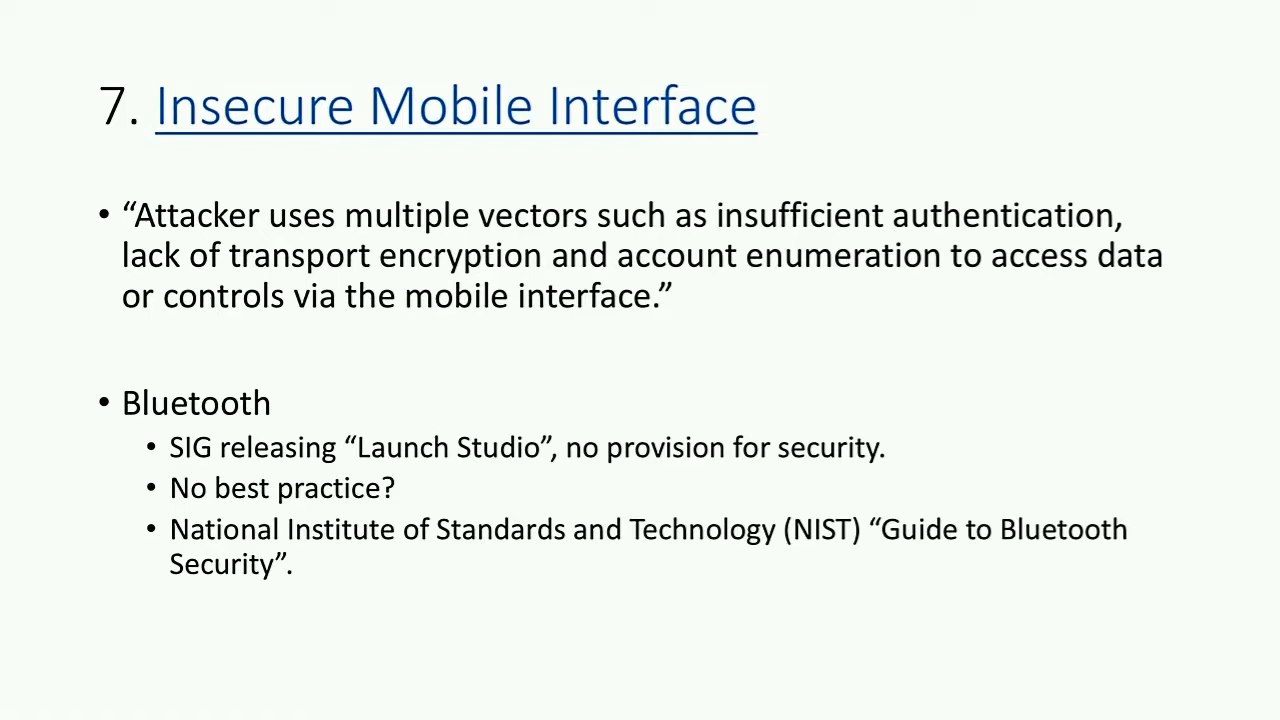 7. Insecure Mobile Interface
• “Attacker uses multiple vectors such as insufficient authentication,
lack of transport encryption and account enumeration to access data
or controls via the mobile interface.”
• Bluetooth
• SIG releasing “Launch Studio”, no provision for security.
• No best practice?
• National Institute of Standards and Technology (NIST) “Guide to Bluetooth
Security”.